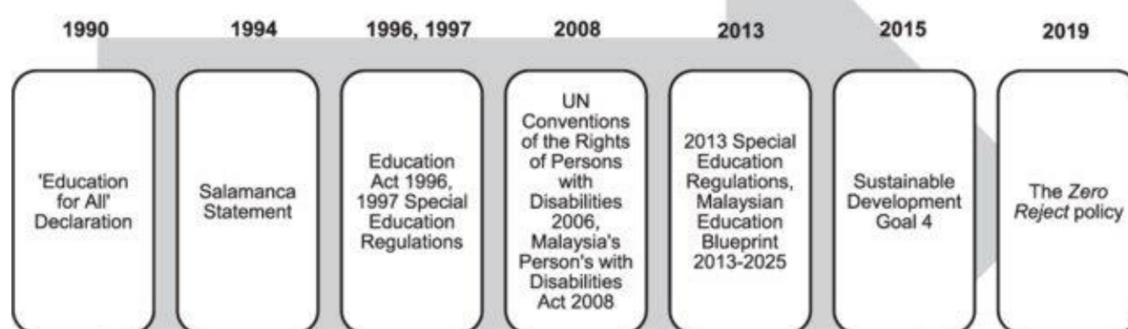 1990
'Education
for All'
Declaration
1994
Salamanca
Statement
1996, 1997
Education
Act 1996,
1997 Special
Education
Regulations
2008
UN
Conventions
of the Rights
of Persons
with
Disabilities
2006,
Malaysia's
Person's with
Disabilities
Act 2008
2013
2013 Special
Education
Regulations,
Malaysian
Education
Blueprint
2013-2025
2015
Sustainable
Development
Goal 4
2019
The Zero
Reject policy